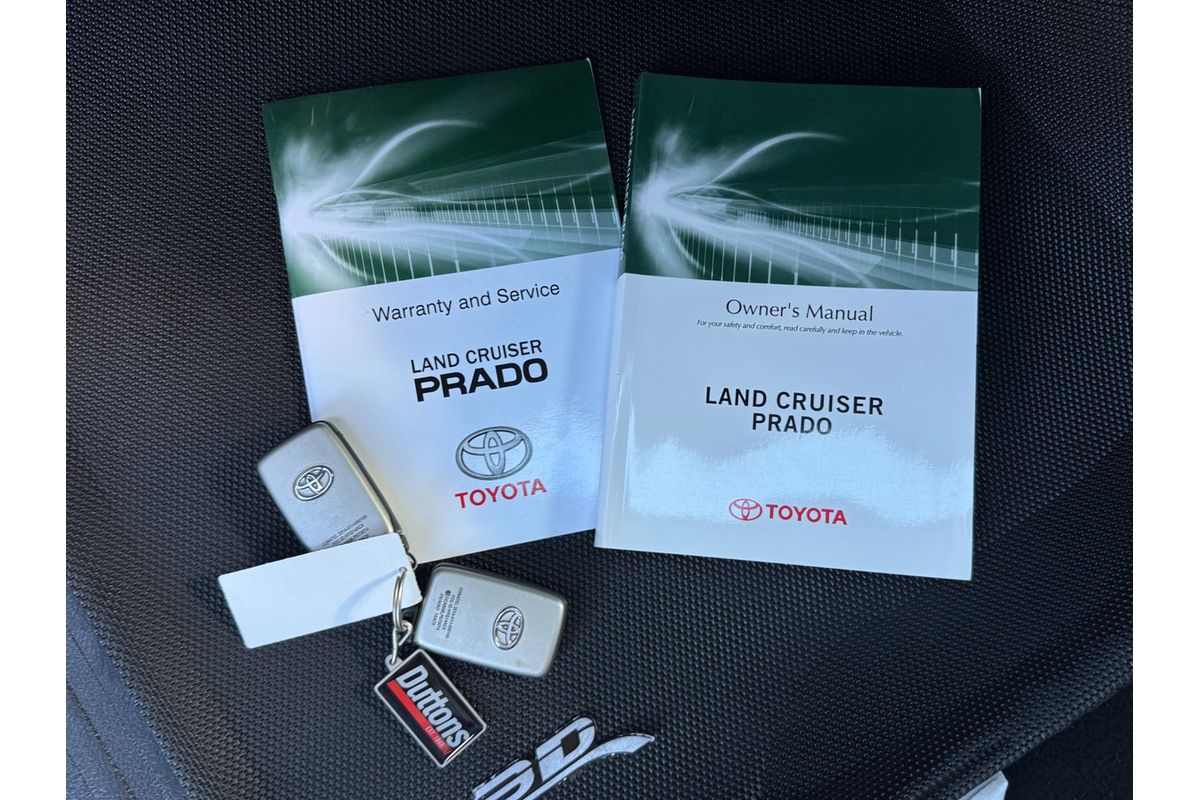 Warranty and Service
LAND CRUISER
PRADO
TOYOTA
Owner's Manual
For your safety and comfort, read carefully and keep in the vehicle.
LAND CRUISER
PRADO
TOYOTA
Duttons